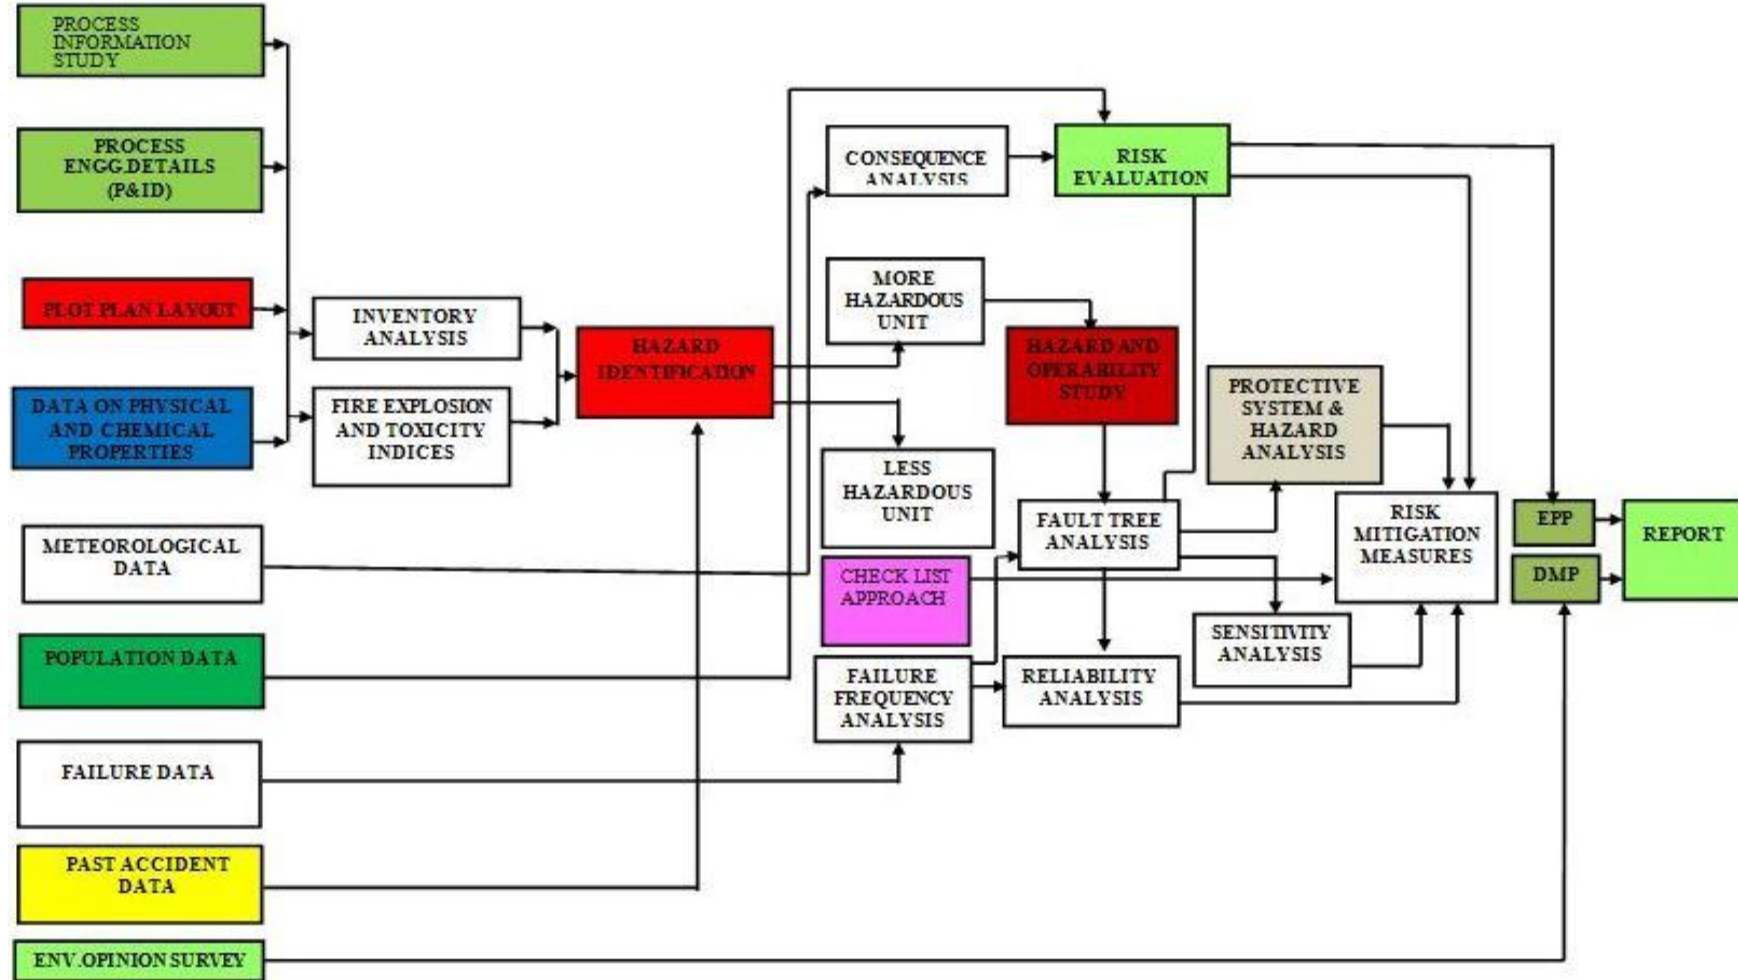 PROCESS
INFORMATION
STUDY
PROCESS
ENGG.DETAILS
(P&ID)
PLOT PLAN LAYOUT
DATA ON PHYSICAL
AND CHEMICAL
PROPERTIES
METEOROLOGICAL
DATA
POPULATION DATA
FAILURE DATA
PAST ACCIDENT
DATA
ENV.OPINION SURVEY
INVENTORY
ANALYSIS
FIRE EXPLOSION
AND TOXICITY
INDICES
HAZARD
IDENTIFICATION
CONSEQUENCE
ANALYSIS
MORE
HAZARDOUS
UNIT
LESS
HAZARDOUS
UNIT
CHECK LIST
APPROACH
FAILURE
FREQUENCY
ANALYSIS
RISK
EVALUATION
HAZARD AND
OPERABILITY
STUDY
FAULT TREE
ANALYSIS
RELIABILITY
ANALYSIS
PROTECTIVE
SYSTEM &
HAZARD
ANALYSIS
SENSITIVITY
ANALYSIS
RISK
MITIGATION
MEASURES
EPP
DMP
REPORT